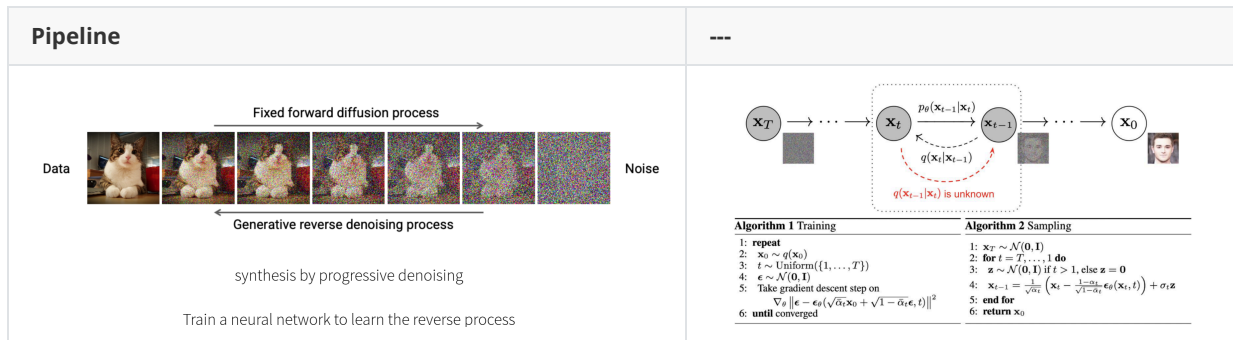 Pipeline
---
Fixed forward diffusion process
Data
Noise
Generative reverse denoising process
synthesis by progressive denoising
Train a neural network to learn the reverse process
x_T → ··· → x_t → x_{t−1} → ··· → x_0
p_θ(x_{t−1}|x_t)
q(x_t|x_{t−1})
q(x_{t−1}|x_t) is unknown
Algorithm 1 Training
1: repeat
2: x_0 ∼ q(x_0)
3: t ∼ Uniform({1, . . . , T})
4: ϵ ∼ N(0, I)
5: Take gradient descent step on
∇_θ ‖ϵ − ϵ_θ(√ᾱ_t x_0 + √1−ᾱ_t ϵ, t)‖²
6: until converged
Algorithm 2 Sampling
1: x_T ∼ N(0, I)
2: for t = T, . . . , 1 do
3: z ∼ N(0, I) if t > 1, else z = 0
4: x_{t−1} = 1/√α_t (x_t − (1−α_t)/√(1−ᾱ_t) ϵ_θ(x_t, t)) + σ_t z
5: end for
6: return x_0